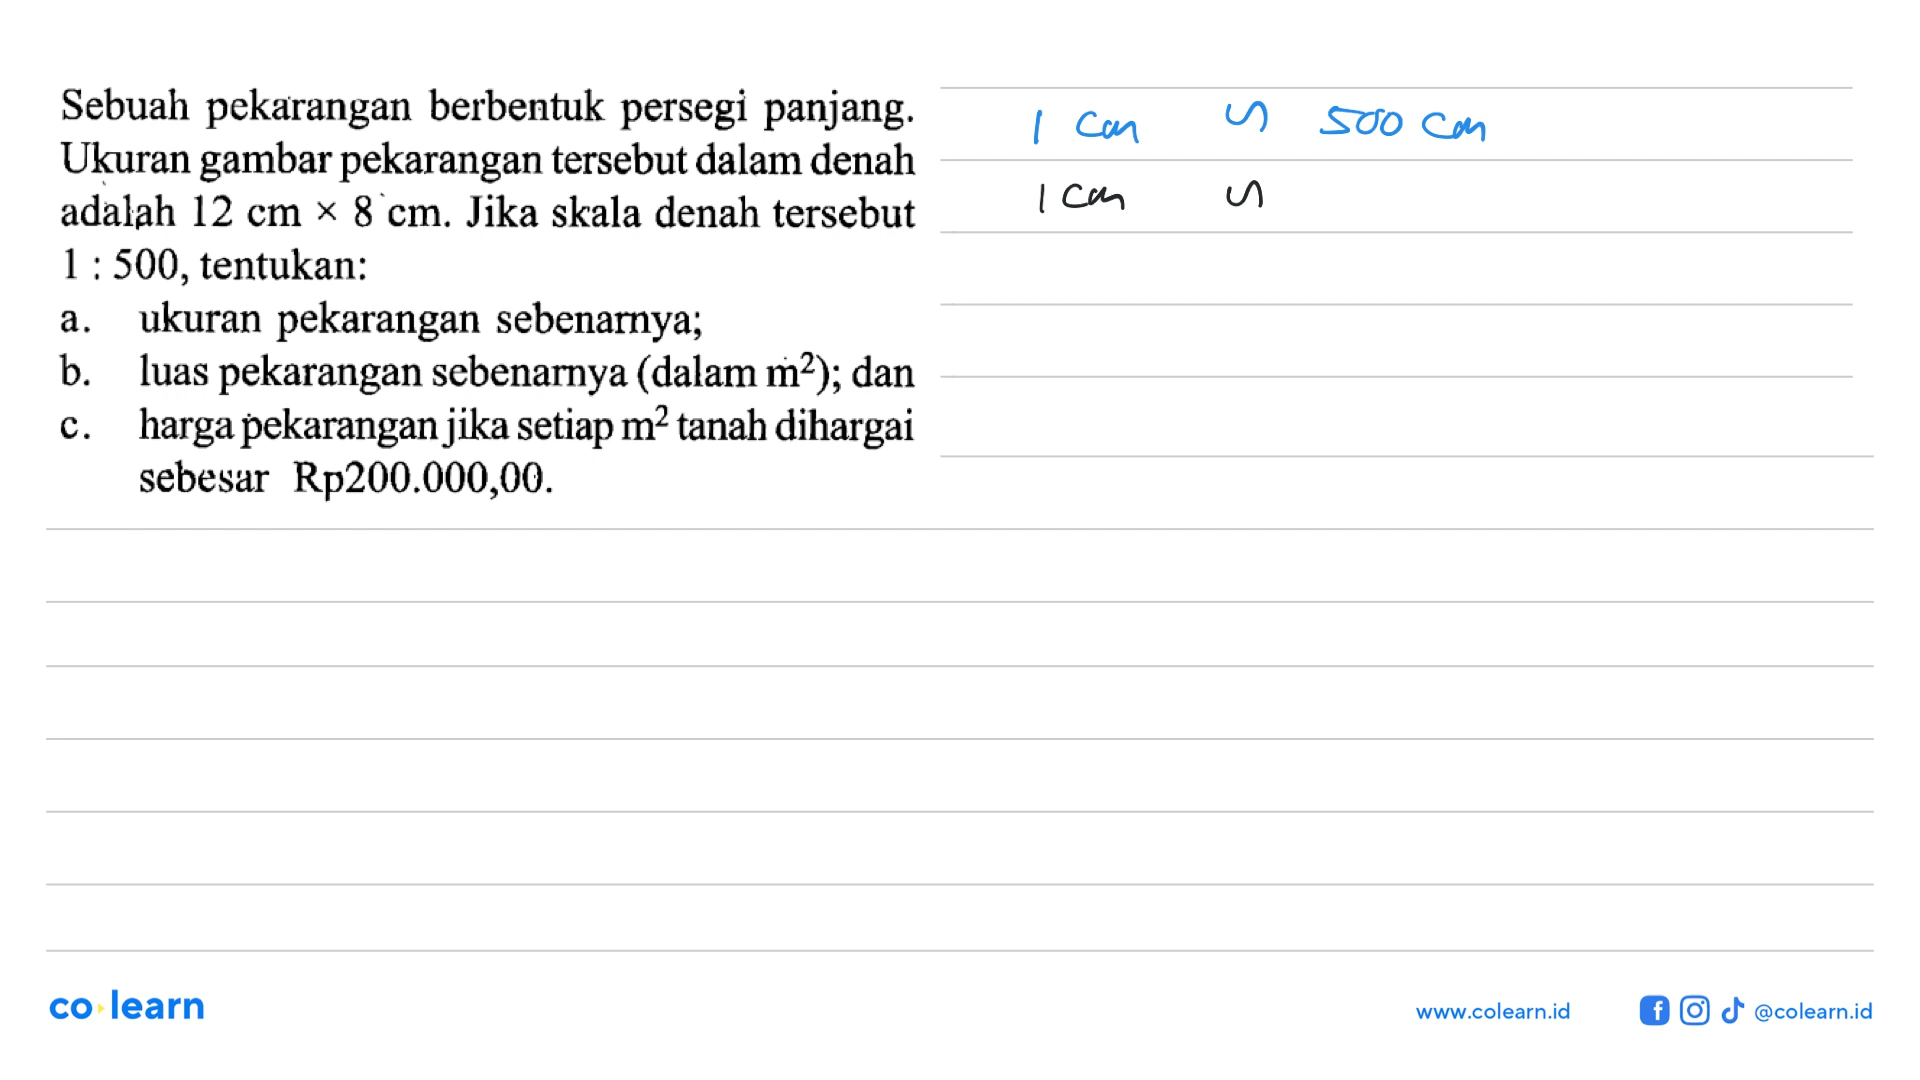 Sebuah pekarangan berbentuk persegi panjang.
Ukuran gambar pekarangan tersebut dalam denah
adalah 12 cm × 8 cm. Jika skala denah tersebut
1 : 500, tentukan:
a. ukuran pekarangan sebenarnya;
b. luas pekarangan sebenarnya (dalam m²); dan
c. harga pekarangan jika setiap m² tanah dihargai
sebesar Rp200.000,00.
1 cm ∽ 500 cm
1 cm ∽
co learn
www.colearn.id
@colearn.id